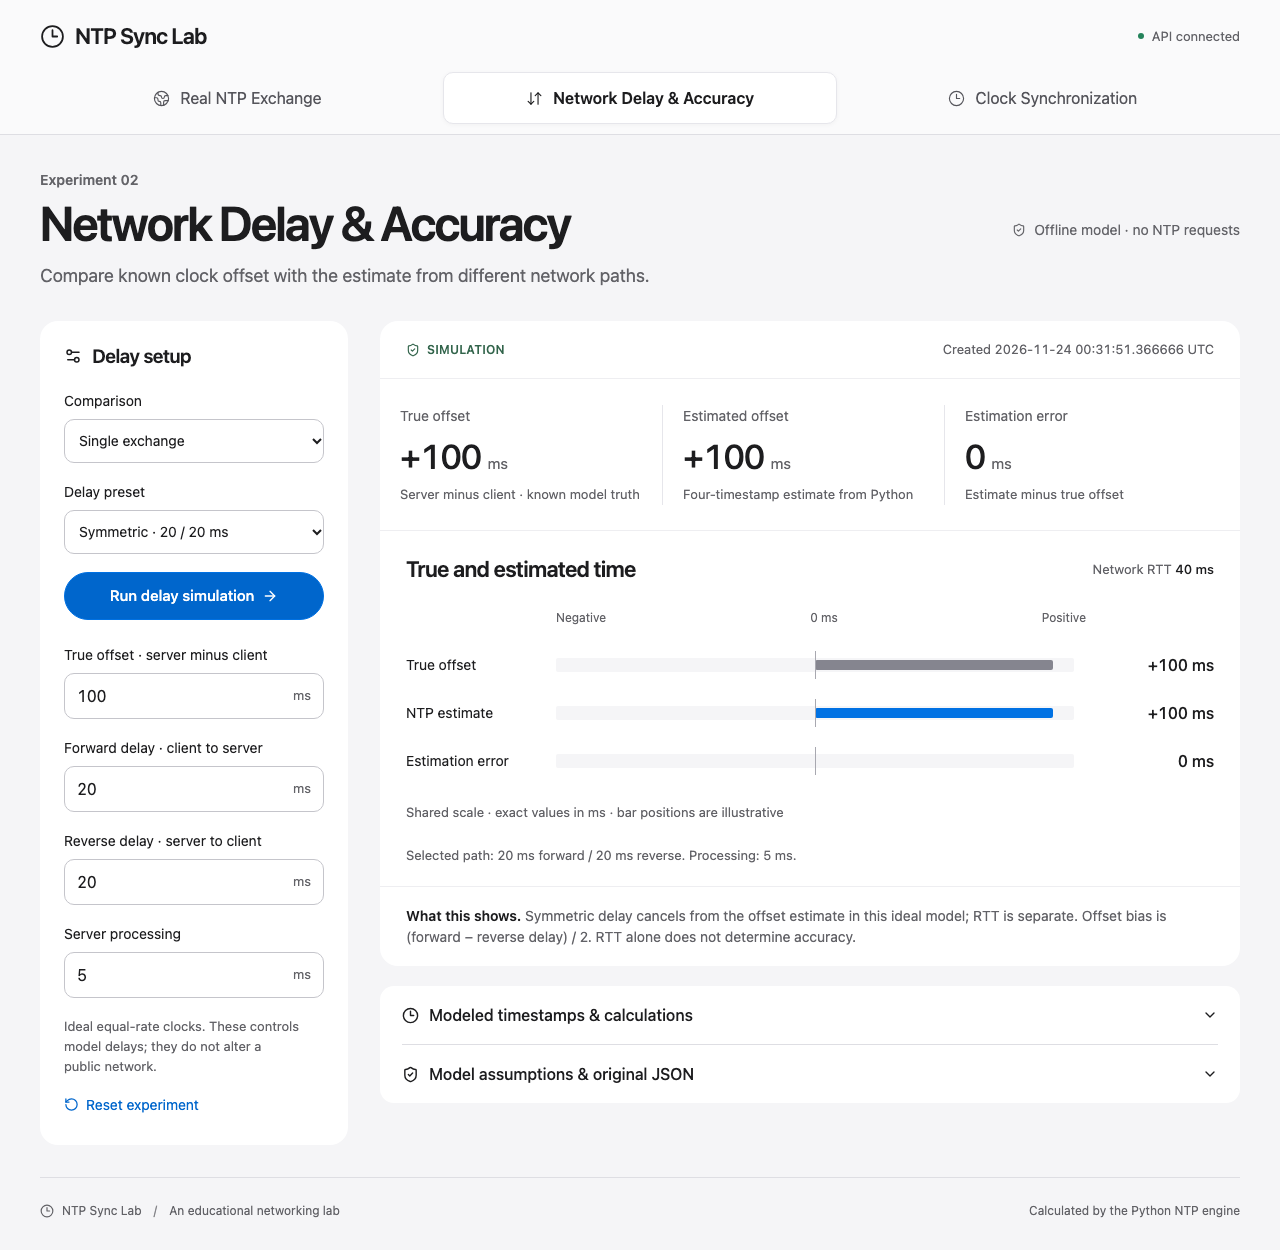 NTP Sync Lab
API connected
Real NTP Exchange
Network Delay & Accuracy
Clock Synchronization
Experiment 02
Network Delay & Accuracy
Offline model · no NTP requests
Compare known clock offset with the estimate from different network paths.
Delay setup
Comparison
Single exchange
Delay preset
Symmetric · 20 / 20 ms
Run delay simulation
True offset · server minus client
100 ms
Forward delay · client to server
20 ms
Reverse delay · server to client
20 ms
Server processing
5 ms
Ideal equal-rate clocks. These controls
model delays; they do not alter a
public network.
Reset experiment
SIMULATION
Created 2026-11-24 00:31:51.366666 UTC
True offset
+100 ms
Server minus client · known model truth
Estimated offset
+100 ms
Four-timestamp estimate from Python
Estimation error
0 ms
Estimate minus true offset
True and estimated time
Network RTT 40 ms
Negative 0 ms Positive
True offset +100 ms
NTP estimate +100 ms
Estimation error 0 ms
Shared scale · exact values in ms · bar positions are illustrative
Selected path: 20 ms forward / 20 ms reverse. Processing: 5 ms.
What this shows. Symmetric delay cancels from the offset estimate in this ideal model; RTT is separate. Offset bias is
(forward − reverse delay) / 2. RTT alone does not determine accuracy.
Modeled timestamps & calculations
Model assumptions & original JSON
NTP Sync Lab / An educational networking lab
Calculated by the Python NTP engine